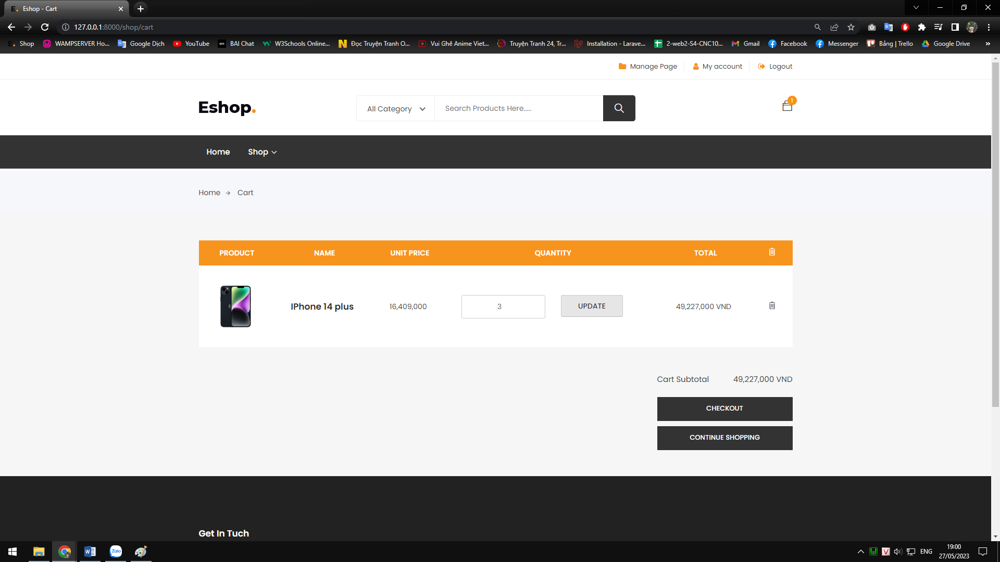 E. Eshop - Cart
127.0.0.1:8000/shop/cart
E. Shop WAMPSERVER Ho... Google Dịch YouTube BAI Chat W3Schools Online... Đọc Truyện Tranh O... Vui Ghê Anime Viet... Truyện Tranh 24, Tr... Installation - Larave... 2-web2-S4-CNC10... Gmail Facebook Messenger Bảng | Trello Google Drive »
Manage Page My account Logout
Eshop. All Category Search Products Here..... 1
Home Shop
Home → Cart
PRODUCT NAME UNIT PRICE QUANTITY TOTAL
IPhone 14 plus 16,409,000 3 UPDATE 49,227,000 VND
Cart Subtotal 49,227,000 VND
CHECKOUT
CONTINUE SHOPPING
Get In Tuch
Zalo
ENG
19:00
27/05/2023